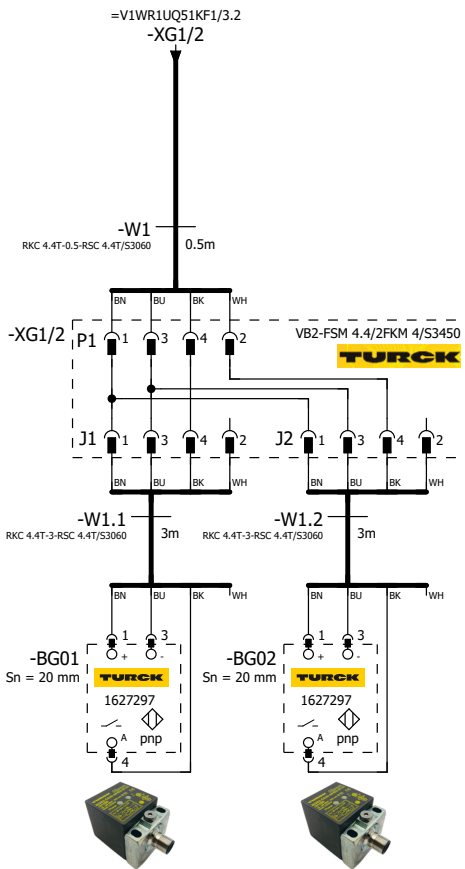 =V1WR1UQ51KF1/3.2
-XG1/2
-W1
RKC 4.4T-0.5-RSC 4.4T/S3060
0.5m
BN BU BK WH
-XG1/2
P1 1 3 4 2
VB2-FSM 4.4/2FKM 4/S3450
TURCK
J1 1 3 4 2 J2 1 3 4 2
BN BU BK WH BN BU BK WH
-W1.1 -W1.2
RKC 4.4T-3-RSC 4.4T/S3060 3m RKC 4.4T-3-RSC 4.4T/S3060 3m
BN BU BK WH BN BU BK WH
1 3 1 3
-BG01 + - -BG02 + -
Sn = 20 mm TURCK Sn = 20 mm TURCK
1627297 1627297
A pnp A pnp
4 4